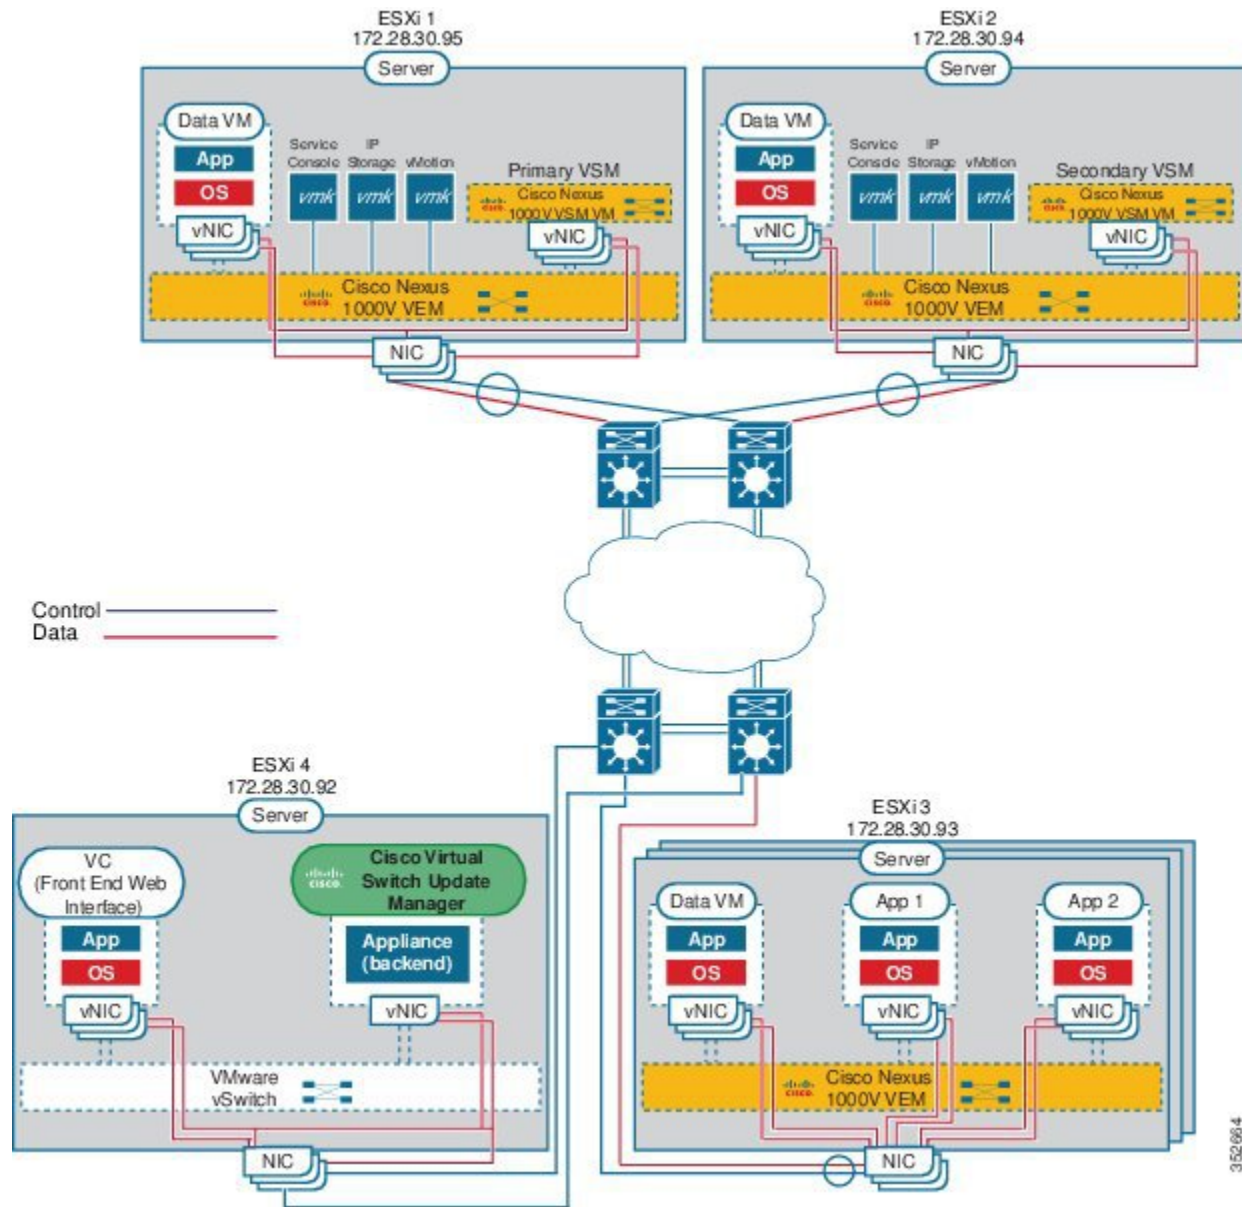 ESXi 1
172.28.30.95
Server
ESXi 2
172.28.30.94
Server
Data VM
App
OS
vNIC
Service
Console
IP
Storage
vMotion
vmk
vmk
vmk
Primary VSM
CISCO
Cisco Nexus
1000V VSM VM
vNIC
CISCO
Cisco Nexus
1000V VEM
NIC
Data VM
App
OS
vNIC
Service
Console
IP
Storage
vMotion
vmk
vmk
vmk
Secondary VSM
CISCO
Cisco Nexus
1000V VSM VM
vNIC
CISCO
Cisco Nexus
1000V VEM
NIC
Control
Data
ESXi 4
172.28.30.92
Server
VC
(Front End Web
Interface)
App
OS
vNIC
CISCO.
Cisco Virtual
Switch Update
Manager
Appliance
(backend)
vNIC
VMware
vSwitch
NIC
ESXi 3
172.28.30.93
Server
Data VM
App
OS
vNIC
App 1
App
OS
vNIC
App 2
App
OS
vNIC
CISCO
Cisco Nexus
1000V VEM
NIC
352664